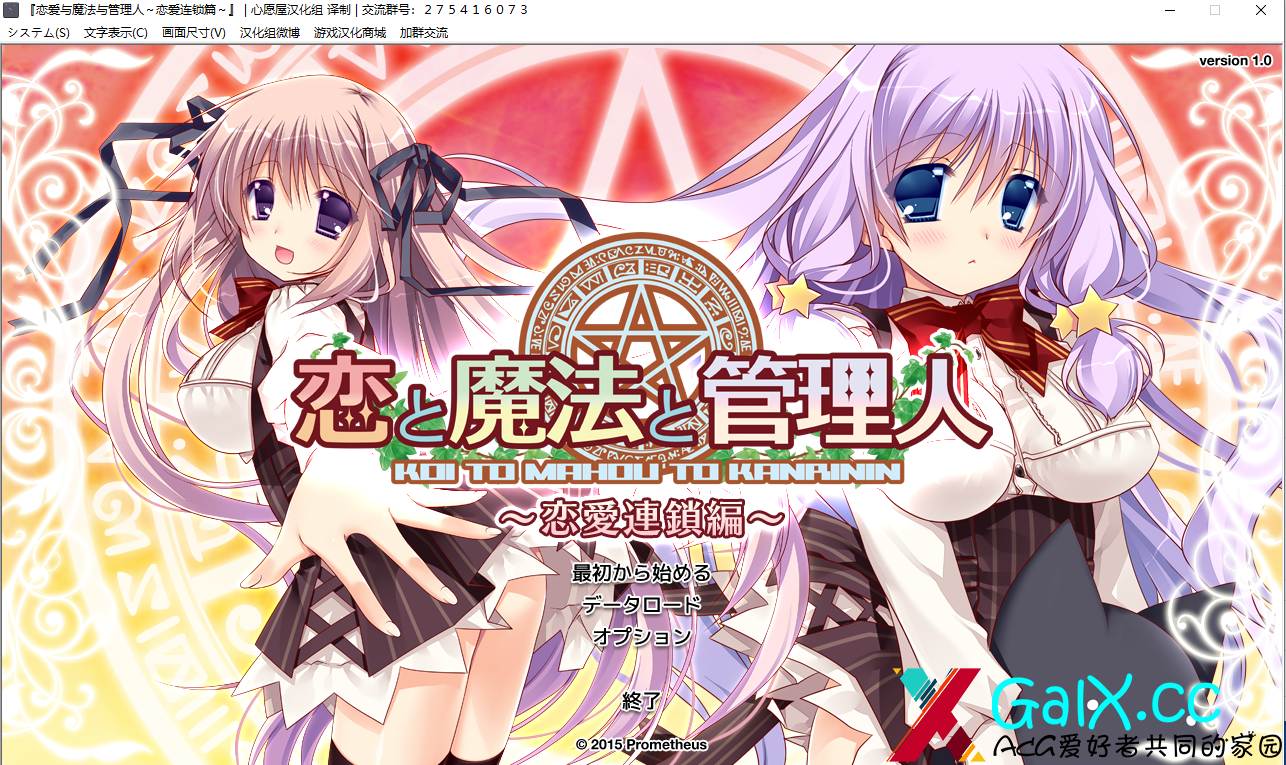 『恋爱与魔法与管理人～恋爱连锁篇～』 | 心愿屋汉化组 译制 | 交流群号：２７５４１６０７３
システム(S) 文字表示(C) 画面尺寸(V) 汉化组微博 游戏汉化商城 加群交流
version 1.0
恋と魔法と管理人
KOI TO MAHOU TO KANRININ
～恋愛連鎖編～
最初から始める
データロード
オプション
終了
© 2015 Prometheus
GalX.cc
AcG爱好者共同的家园